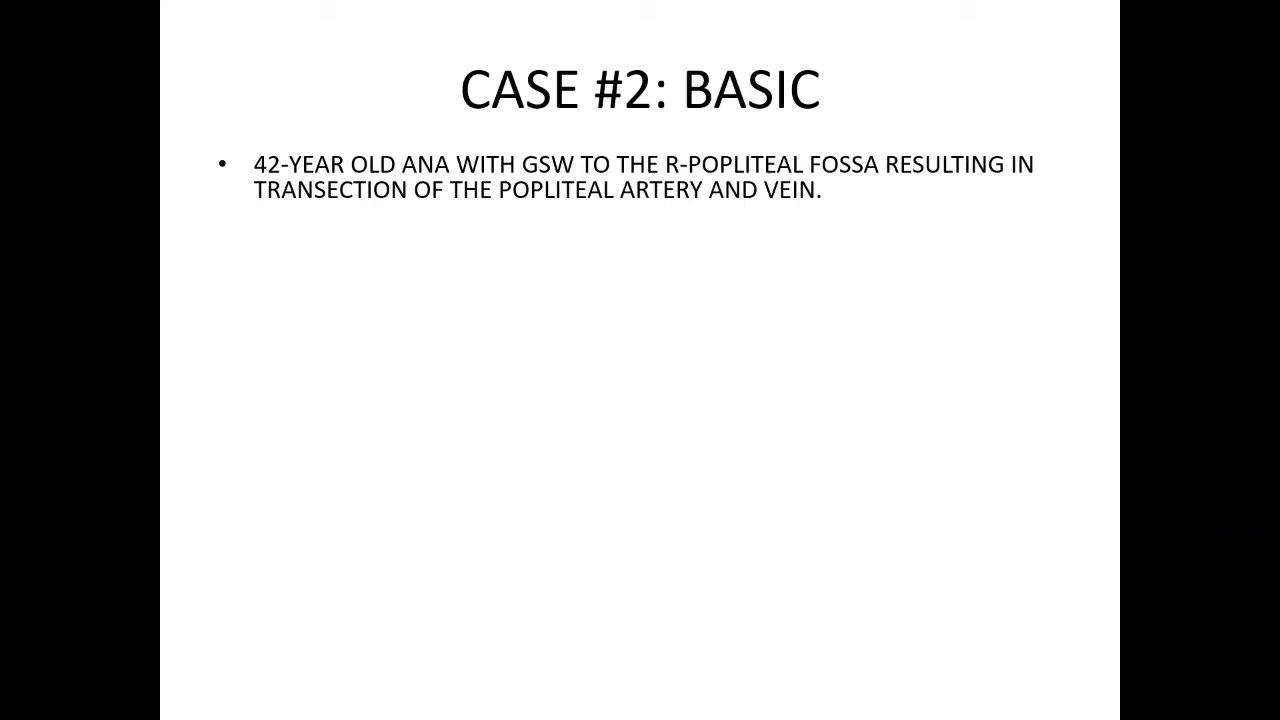 CASE #2: BASIC
• 42-YEAR OLD ANA WITH GSW TO THE R-POPLITEAL FOSSA RESULTING IN
TRANSECTION OF THE POPLITEAL ARTERY AND VEIN.